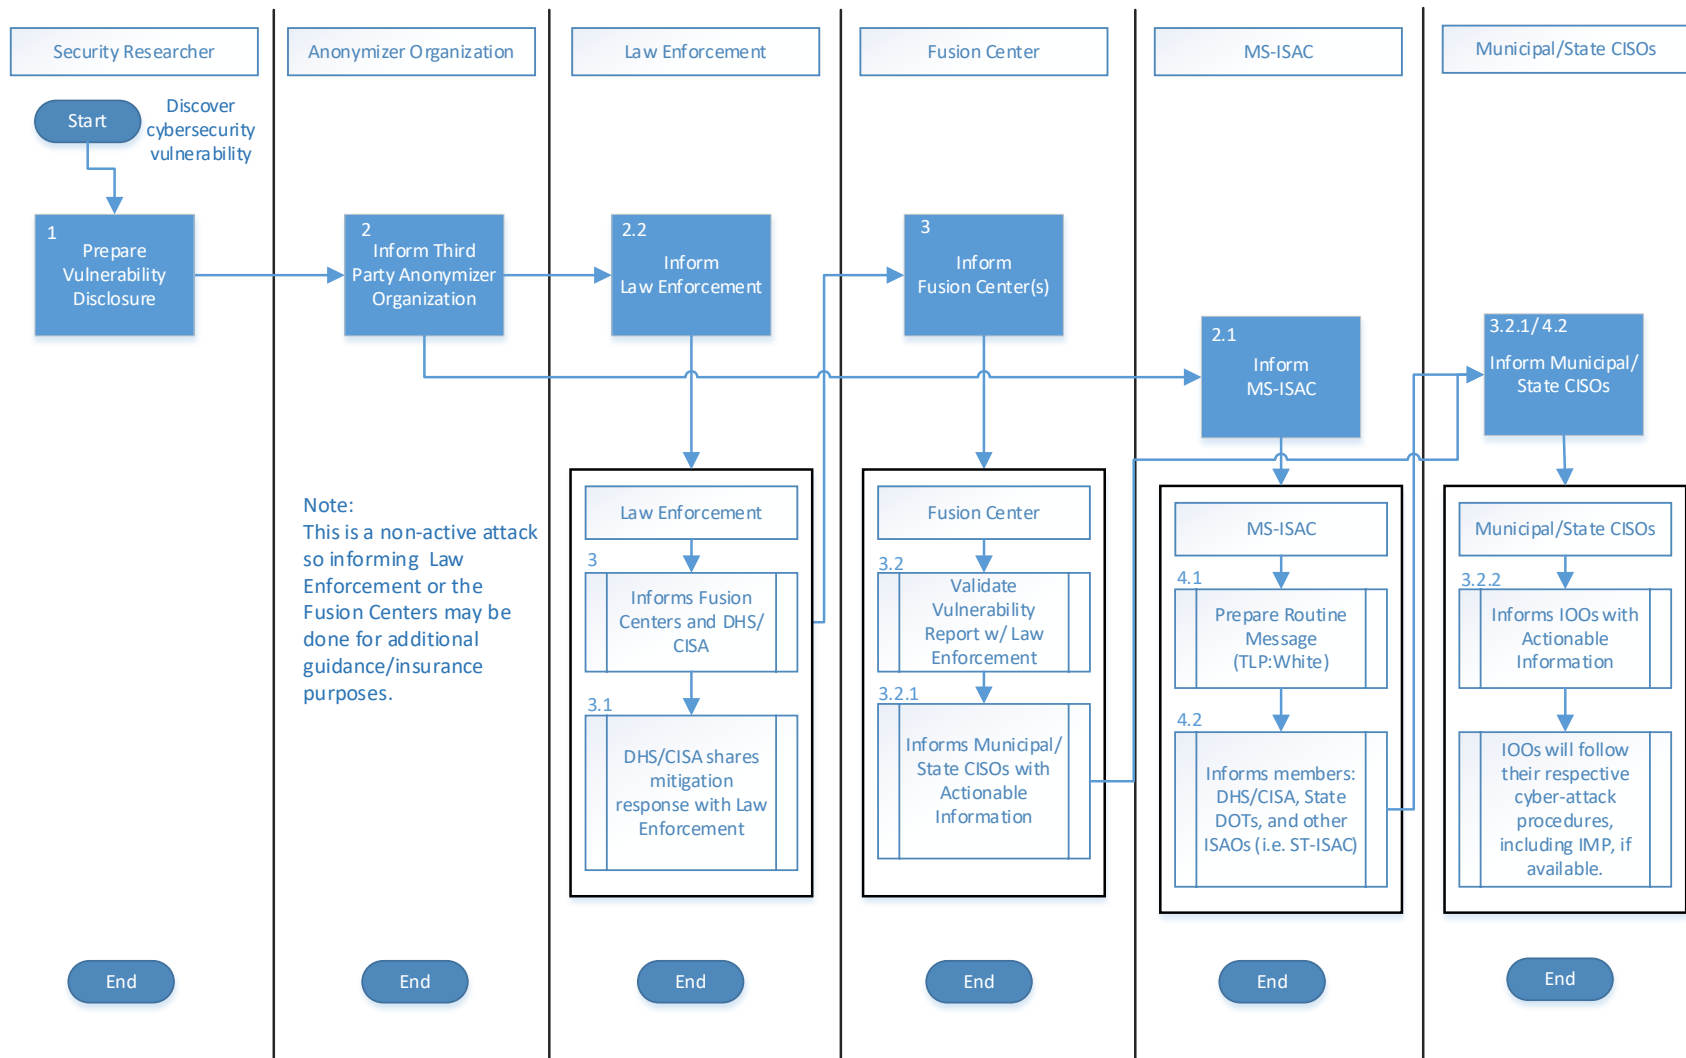 Security Researcher
Anonymizer Organization
Law Enforcement
Fusion Center
MS-ISAC
Municipal/State CISOs
Start
Discover
cybersecurity
vulnerability
1
Prepare
Vulnerability
Disclosure
2
Inform Third
Party Anonymizer
Organization
2.2
Inform
Law Enforcement
3
Inform
Fusion Center(s)
2.1
Inform
MS-ISAC
3.2.1/ 4.2
Inform Municipal/
State CISOs
Note:
This is a non-active attack
so informing Law
Enforcement or the
Fusion Centers may be
done for additional
guidance/insurance
purposes.
Law Enforcement
3
Informs Fusion
Centers and DHS/
CISA
3.1
DHS/CISA shares
mitigation
response with Law
Enforcement
Fusion Center
3.2
Validate
Vulnerability
Report w/ Law
Enforcement
3.2.1
Informs Municipal/
State CISOs with
Actionable
Information
MS-ISAC
4.1
Prepare Routine
Message
(TLP:White)
4.2
Informs members:
DHS/CISA, State
DOTs, and other
ISAOs (i.e. ST-ISAC)
Municipal/State CISOs
3.2.2
Informs IOOs with
Actionable
Information
IOOs will follow
their respective
cyber-attack
procedures,
including IMP, if
available.
End
End
End
End
End
End